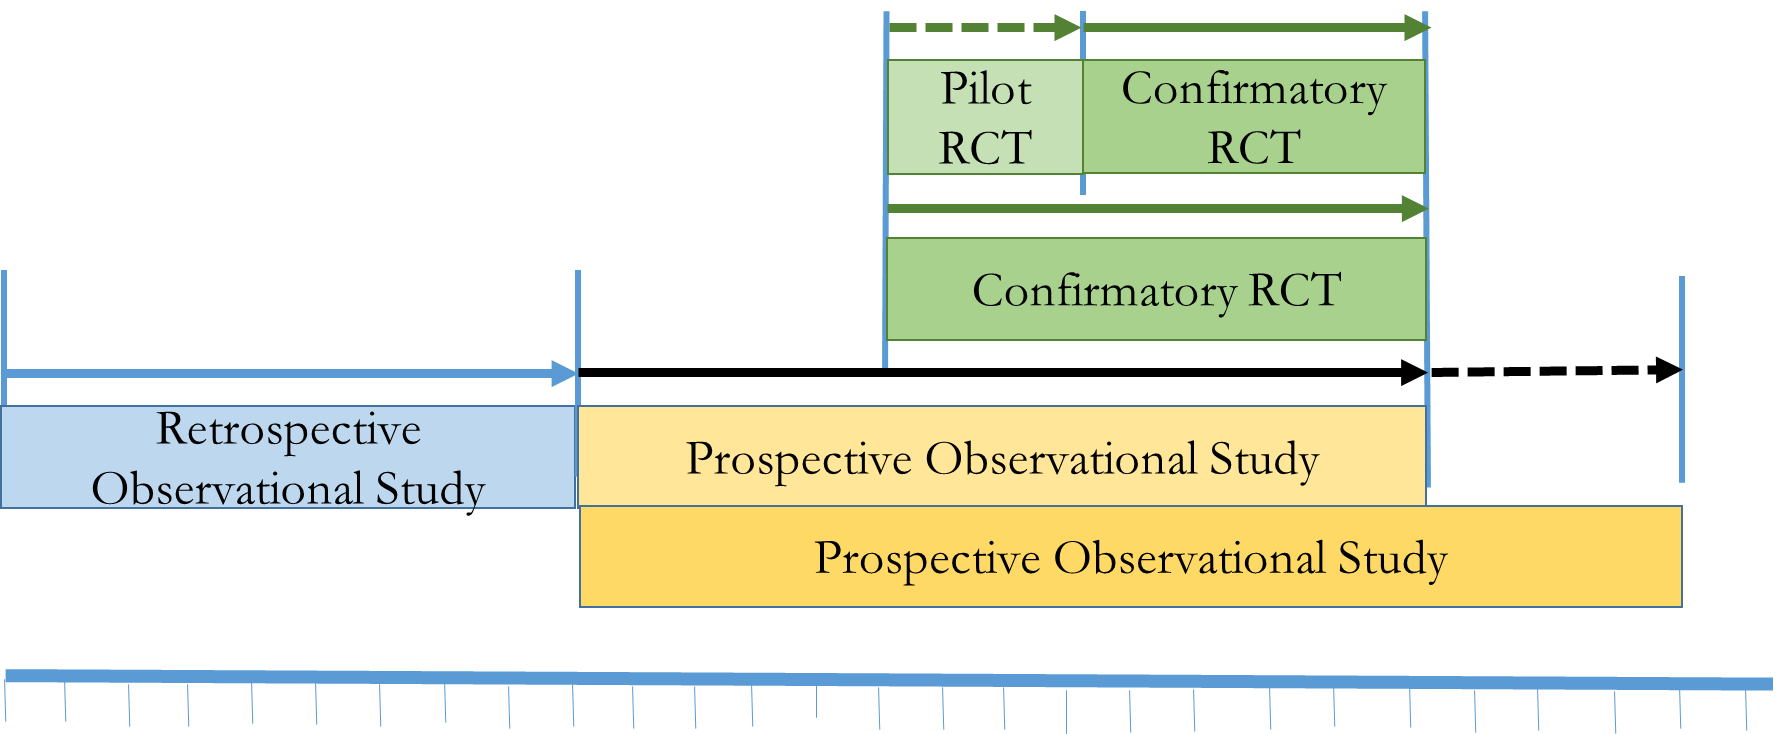 Pilot
RCT
Confirmatory
RCT
Confirmatory RCT
Retrospective
Observational Study
Prospective Observational Study
Prospective Observational Study